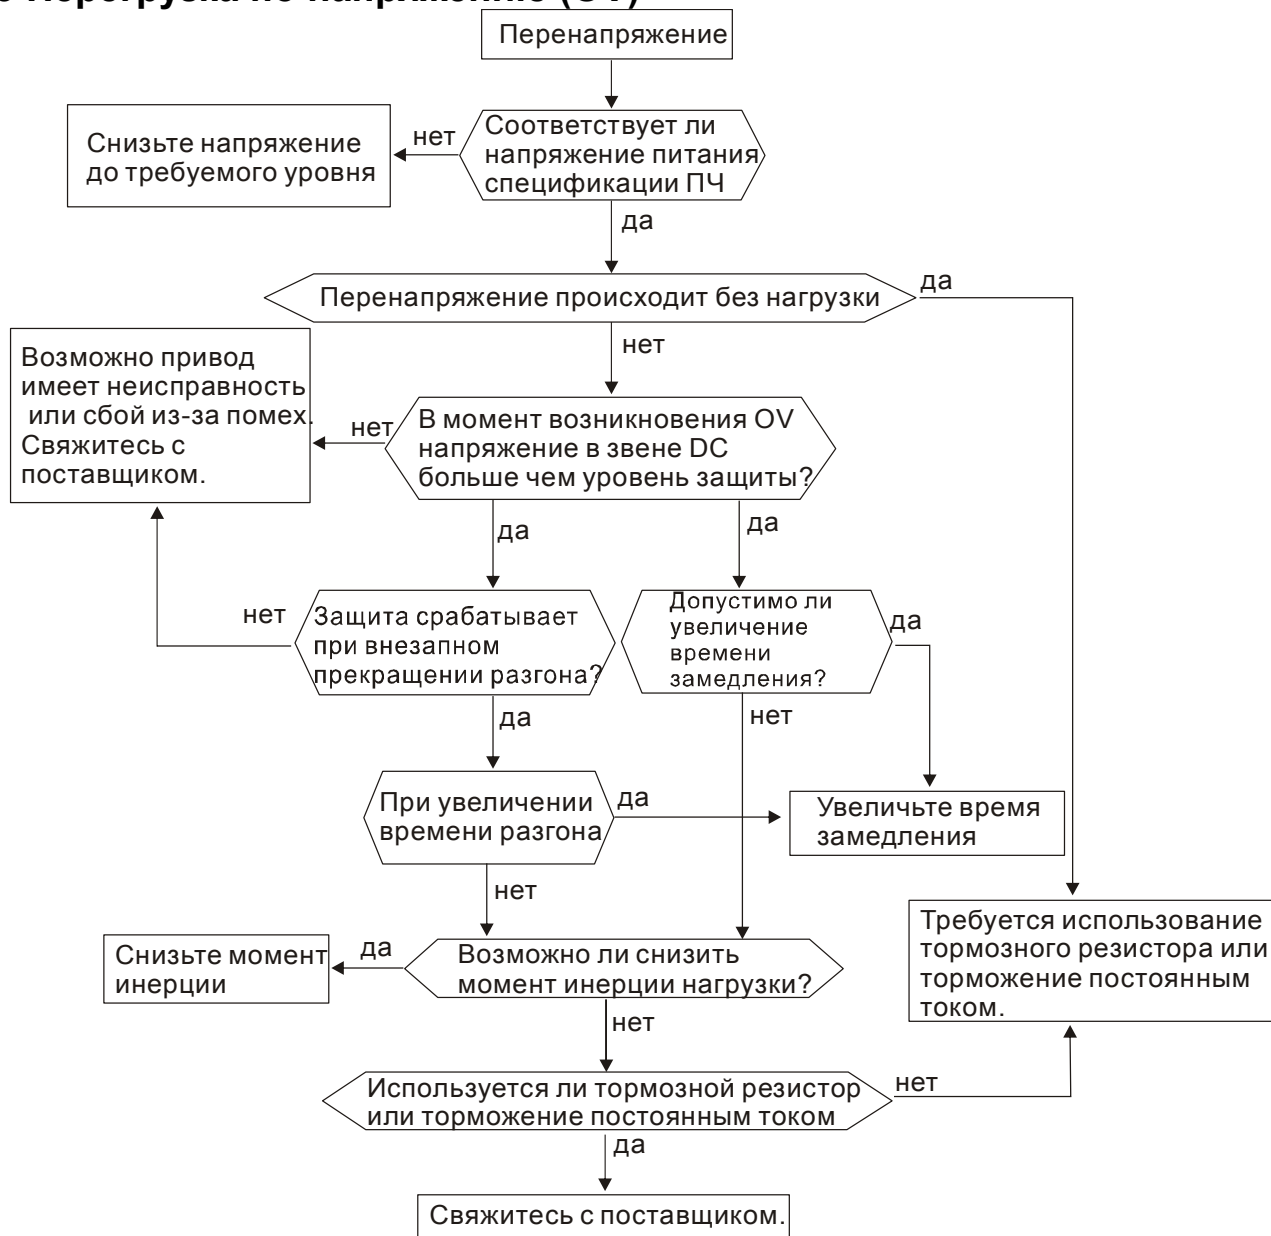 Перегрузка по напряжению (OV)
Перенапряжение
Соответствует ли
напряжение питания
спецификации ПЧ
нет
Снизьте напряжение
до требуемого уровня
да
Перенапряжение происходит без нагрузки
да
нет
Возможно привод
имеет неисправность
или сбой из-за помех.
Свяжитесь с
поставщиком.
нет
В момент возникновения OV
напряжение в звене DC
больше чем уровень защиты?
да
да
нет
Защита срабатывает
при внезапном
прекращении разгона?
Допустимо ли
увеличение
времени
замедления?
да
да
нет
При увеличении
времени разгона
да
Увеличьте время
замедления
нет
Требуется использование
тормозного резистора или
торможение постоянным
током.
Снизьте момент
инерции
да
Возможно ли снизить
момент инерции нагрузки?
нет
Используется ли тормозной резистор
или торможение постоянным током
нет
да
Свяжитесь с поставщиком.